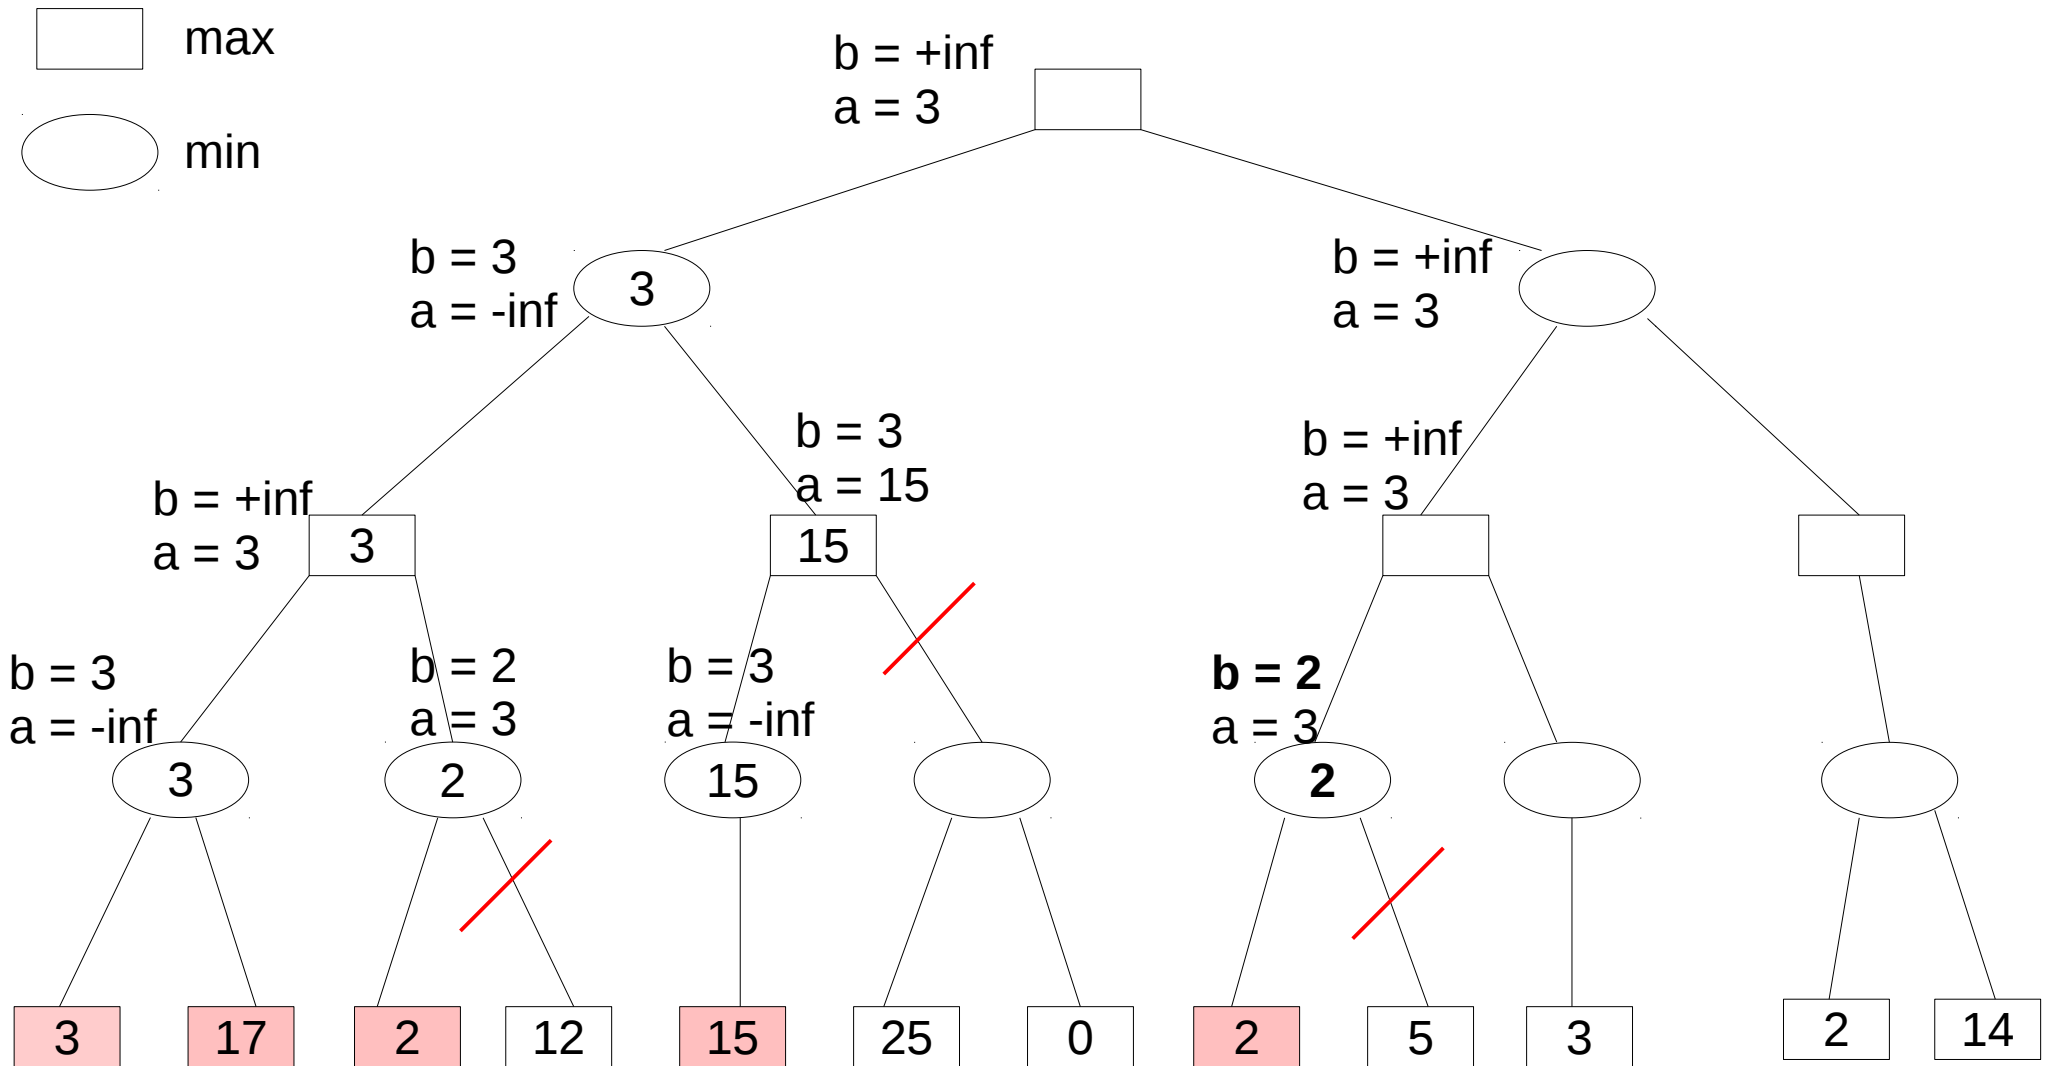 max
min
b = +inf
a = 3
b = 3
a = -inf
3
b = +inf
a = 3
b = +inf
a = 3
3
b = 3
a = 15
15
b = +inf
a = 3
b = 3
a = -inf
3
b = 2
a = 3
2
b = 3
a = -inf
15
b = 2
a = 3
2
3
17
2
12
15
25
0
2
5
3
2
14